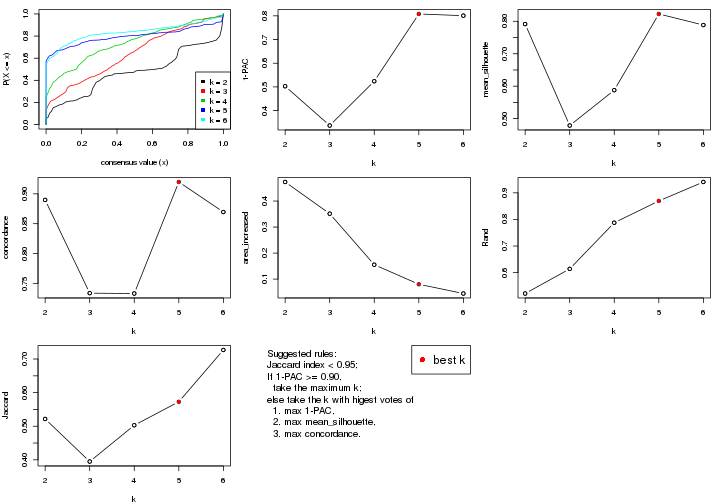 P(X <= x)
0.0 0.2 0.4 0.6 0.8 1.0
k = 2
k = 3
k = 4
k = 5
k = 6
0.0 0.2 0.4 0.6 0.8 1.0
consensus value (x)
1-PAC
0.4 0.5 0.6 0.7 0.8
2 3 4 5 6
k
mean_silhouette
0.50 0.60 0.70 0.80
2 3 4 5 6
k
concordance
0.75 0.80 0.85 0.90
2 3 4 5 6
k
area_increased
0.1 0.2 0.3 0.4
2 3 4 5 6
k
Rand
0.6 0.7 0.8 0.9
2 3 4 5 6
k
Jaccard
0.40 0.50 0.60 0.70
2 3 4 5 6
k
Suggested rules:
Jaccard index < 0.95;
If 1-PAC >= 0.90,
take the maximum k;
else take the k with higest votes of
1. max 1-PAC,
2. max mean_silhouette,
3. max concordance.
best k